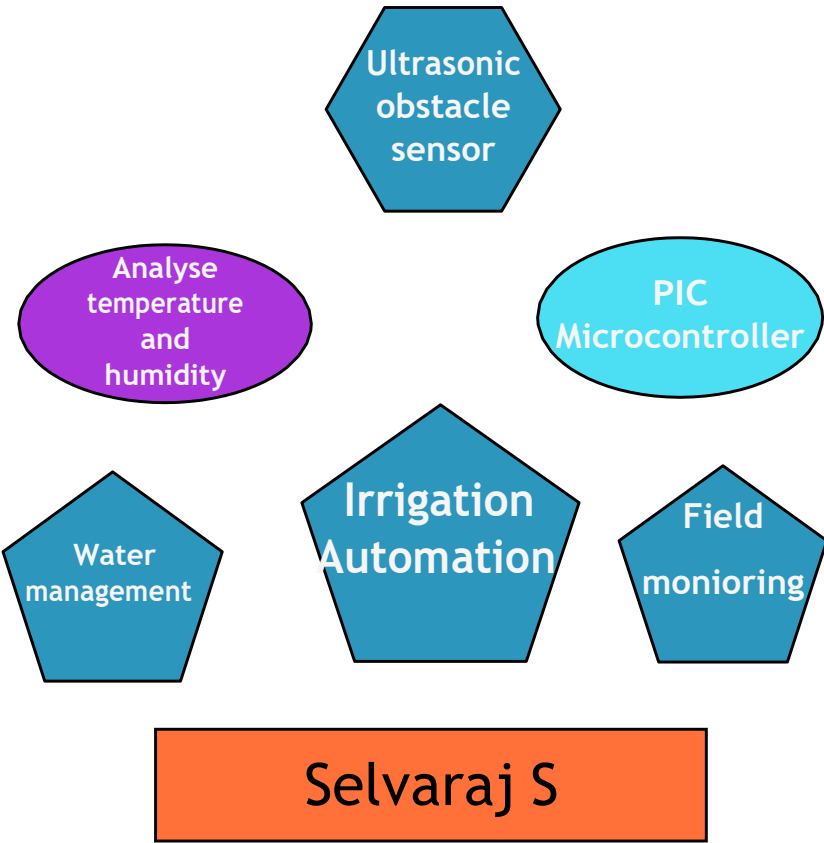 Ultrasonic
obstacle
sensor
Analyse
temperature
and
humidity
PIC
Microcontroller
Water
management
Irrigation
Automation
Field
monioring
Selvaraj S